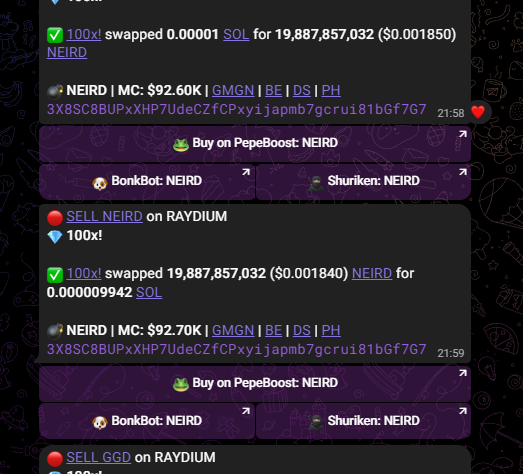 100x!
✅ 100x! swapped 0.00001 SOL for 19,887,857,032 ($0.001850)
NEIRD
NEIRD | MC: $92.60K | GMGN | BE | DS | PH
3X8SC8BUPxXHP7UdeCZfCPxyijapmb7gcrui81bGf7G7 21:58 ❤️
Buy on PepeBoost: NEIRD
BonkBot: NEIRD
Shuriken: NEIRD
🔴 SELL NEIRD on RAYDIUM
💎 100x!
✅ 100x! swapped 19,887,857,032 ($0.001840) NEIRD for
0.000009942 SOL
NEIRD | MC: $92.70K | GMGN | BE | DS | PH
3X8SC8BUPxXHP7UdeCZfCPxyijapmb7gcrui81bGf7G7 21:59
Buy on PepeBoost: NEIRD
BonkBot: NEIRD
Shuriken: NEIRD
🔴 SELL GGD on RAYDIUM